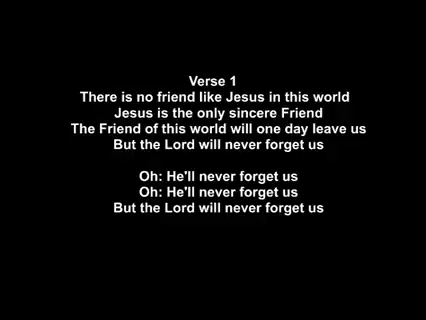 Verse 1
There is no friend like Jesus in this world
Jesus is the only sincere Friend
The Friend of this world will one day leave us
But the Lord will never forget us
Oh: He'll never forget us
Oh: He'll never forget us
But the Lord will never forget us